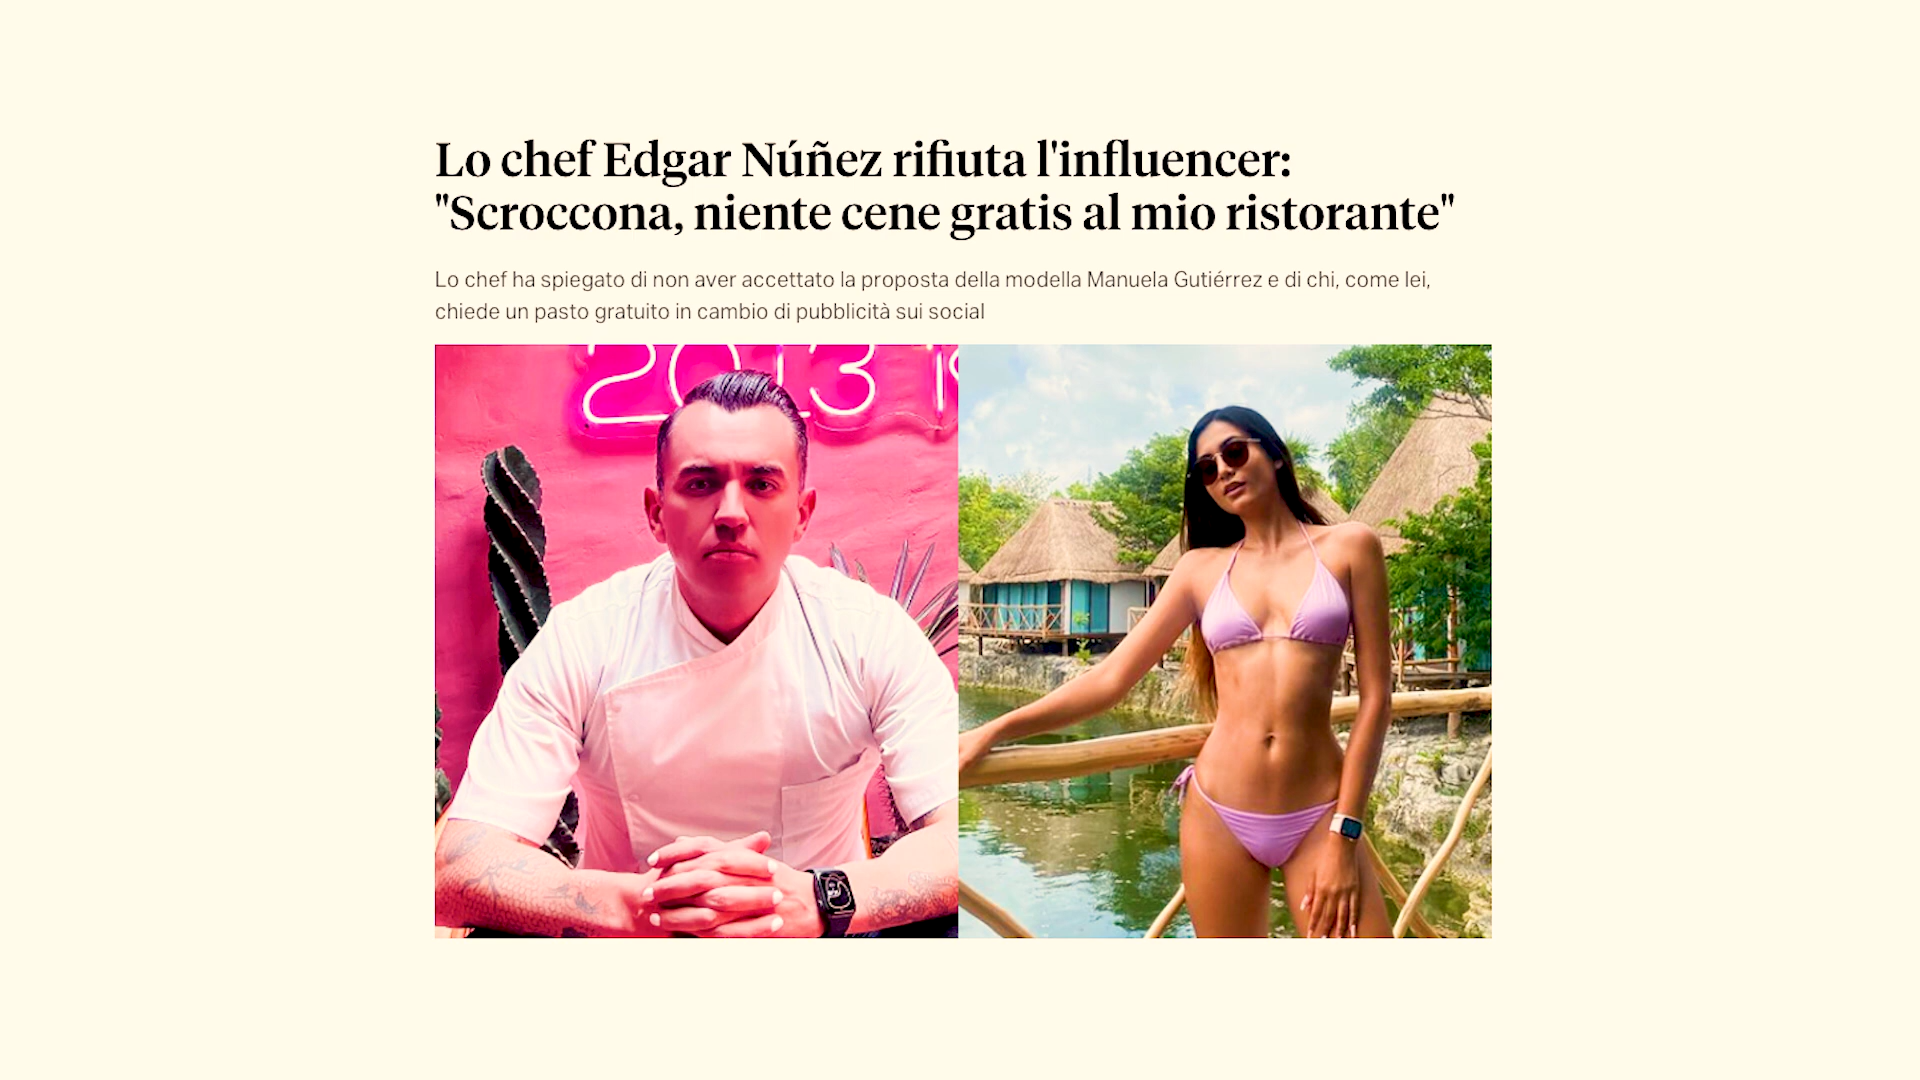 Lo chef Edgar Núñez rifiuta l'influencer:
"Scroccona, niente cene gratis al mio ristorante"
Lo chef ha spiegato di non aver accettato la proposta della modella Manuela Gutiérrez e di chi, come lei,
chiede un pasto gratuito in cambio di pubblicità sui social
2013 19